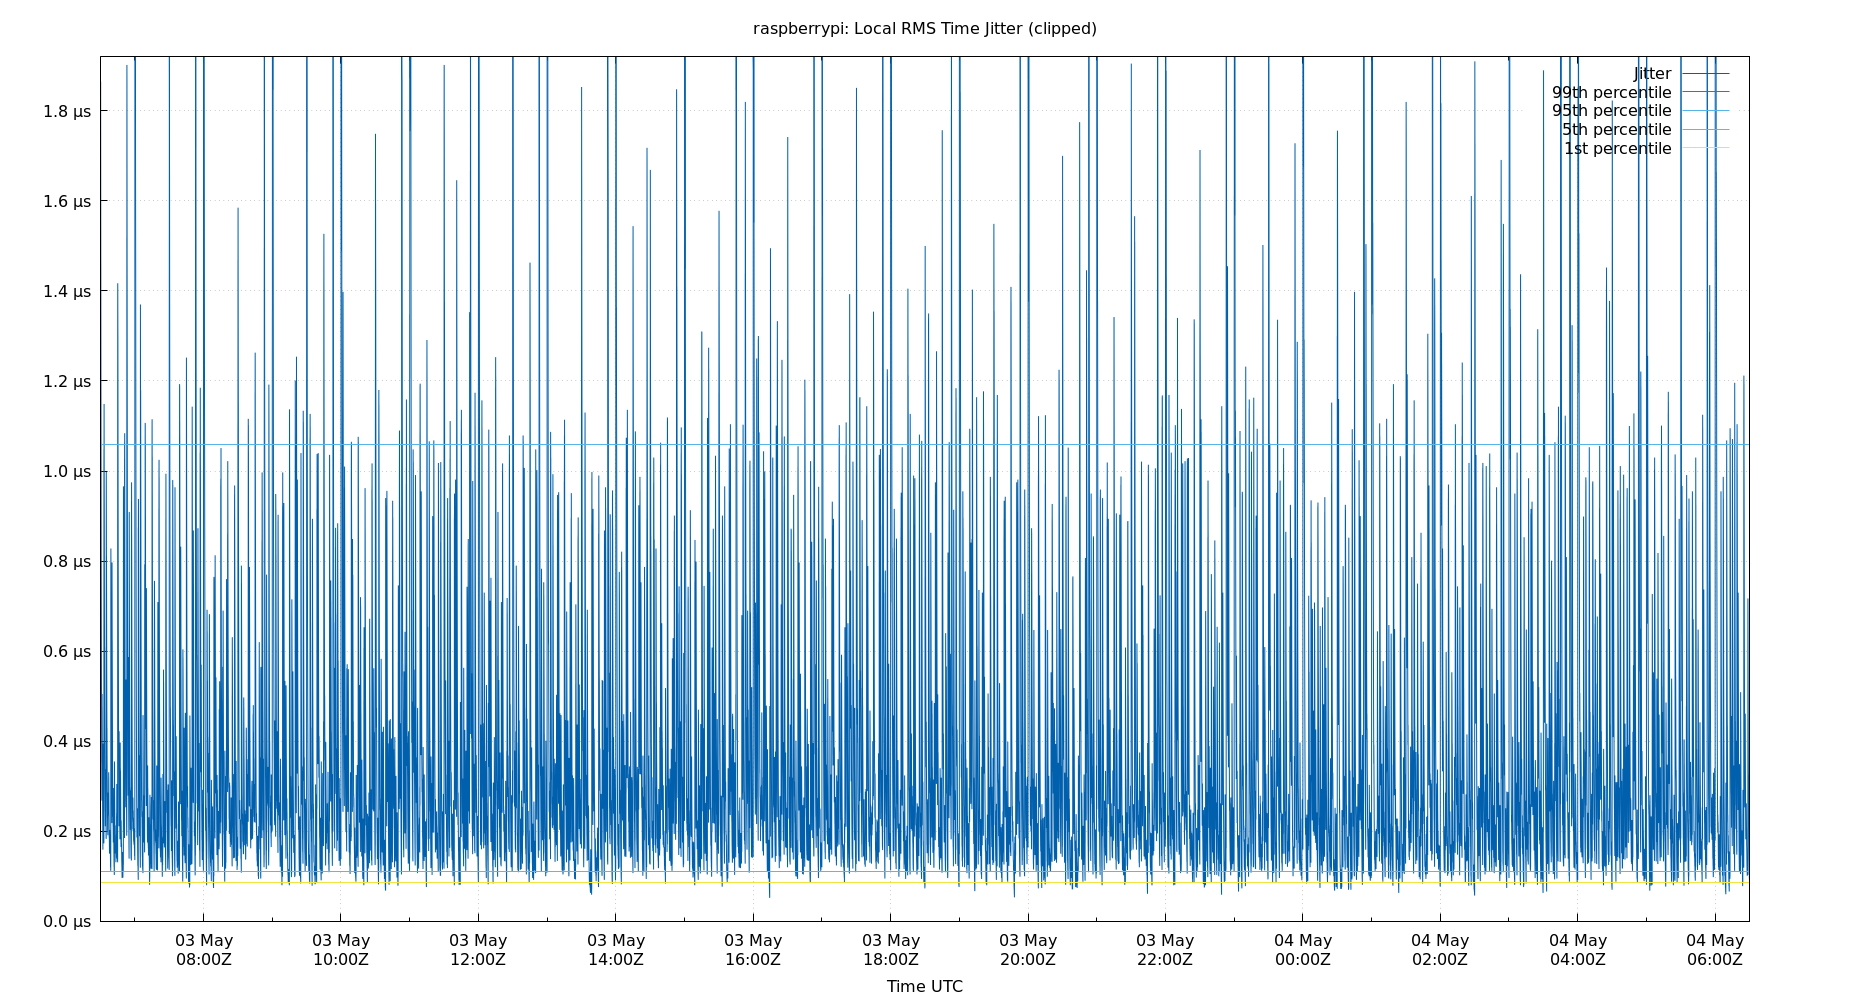 raspberrypi: Local RMS Time Jitter (clipped)
Jitter
99th percentile
95th percentile
5th percentile
1st percentile
1.8 μs
1.6 μs
1.4 μs
1.2 μs
1.0 μs
0.8 μs
0.6 μs
0.4 μs
0.2 μs
0.0 μs
03 May 03 May 03 May 03 May 03 May 03 May 03 May 03 May 04 May 04 May 04 May 04 May
08:00Z 10:00Z 12:00Z 14:00Z 16:00Z 18:00Z 20:00Z 22:00Z 00:00Z 02:00Z 04:00Z 06:00Z
Time UTC